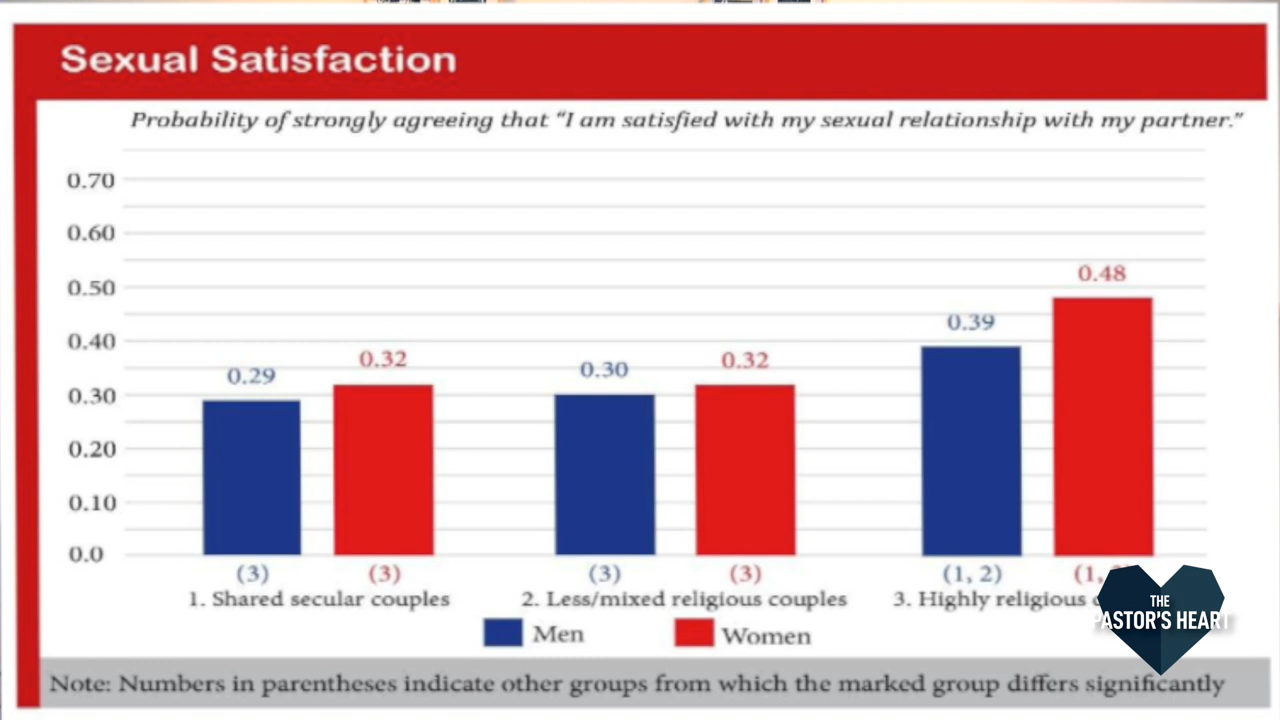 Sexual Satisfaction
Probability of strongly agreeing that “I am satisfied with my sexual relationship with my partner.”
0.70
0.60
0.50
0.40
0.30
0.20
0.10
0.0
0.29
0.32
0.30
0.32
0.39
0.48
(3)
(3)
(3)
(3)
(1, 2)
(1,
1. Shared secular couples
2. Less/mixed religious couples
3. Highly religious
Men
Women
THE
PASTOR'S HEART
Note: Numbers in parentheses indicate other groups from which the marked group differs significantly